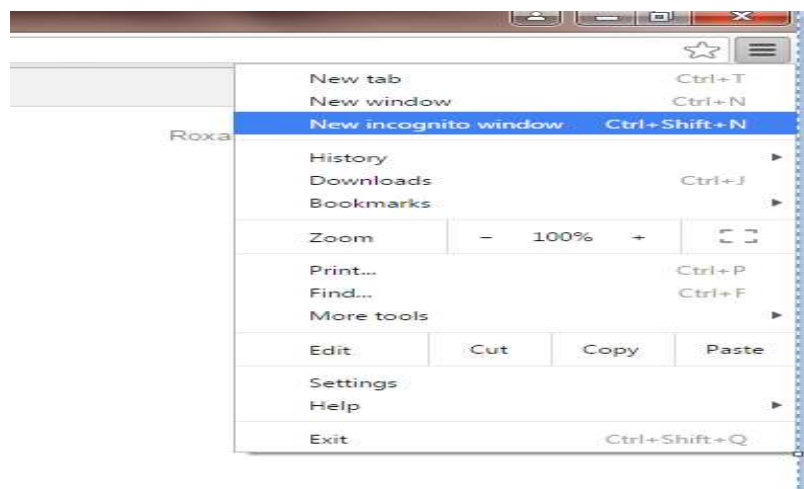 New tab Ctrl+T
New window Ctrl+N
New incognito window Ctrl+Shift+N
Roxa
History
Downloads Ctrl+J
Bookmarks
Zoom − 100% +
Print... Ctrl+P
Find... Ctrl+F
More tools
Edit Cut Copy Paste
Settings
Help
Exit Ctrl+Shift+Q